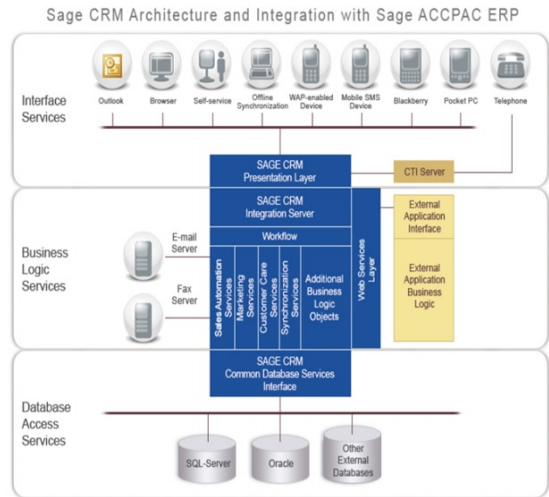 Sage CRM Architecture and Integration with Sage ACCPAC ERP
Interface
Services
Outlook
Browser
Self-service
Offline
Synchronization
WAP-enabled
Device
Mobile SMS
Device
Blackberry
Pocket PC
Telephone
SAGE CRM
Presentation Layer
CTI Server
Business
Logic
Services
E-mail
Server
Fax
Server
SAGE CRM
Integration Server
Workflow
Sales Automation
Services
Marketing
Services
Customer Care
Services
Synchronization
Services
Additional
Business
Logic
Objects
Web Services
Layer
External
Application
Interface
External
Application
Business
Logic
SAGE CRM
Common Database Services
Interface
Database
Access
Services
SQL-Server
Oracle
Other
External
Databases